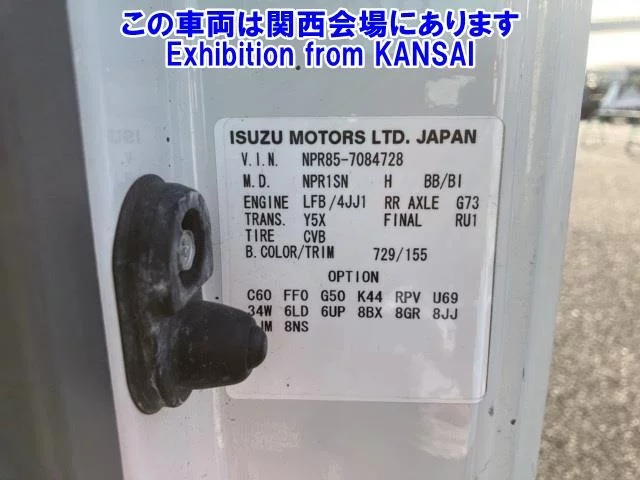 この車両は関西会場にあります
Exhibition from KANSAI
ISUZU MOTORS LTD. JAPAN
V.I.N. NPR85-7084728
M.D. NPR1SN H BB/BI
ENGINE LFB/4JJ1 RR AXLE G73
TRANS. Y5X FINAL RU1
TIRE CVB
B.COLOR/TRIM 729/155
OPTION
C60 FF0 G50 K44 RPV U69
34W 6LD 6UP 8BX 8GR 8JJ
8NS